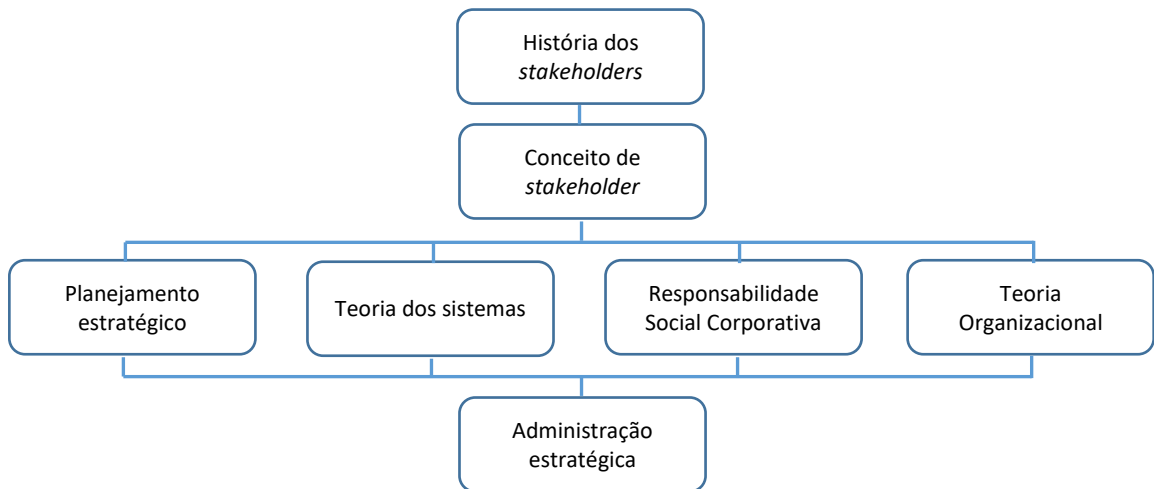 História dos
stakeholders
Conceito de
stakeholder
Planejamento
estratégico
Teoria dos sistemas
Responsabilidade
Social Corporativa
Teoria
Organizacional
Administração
estratégica